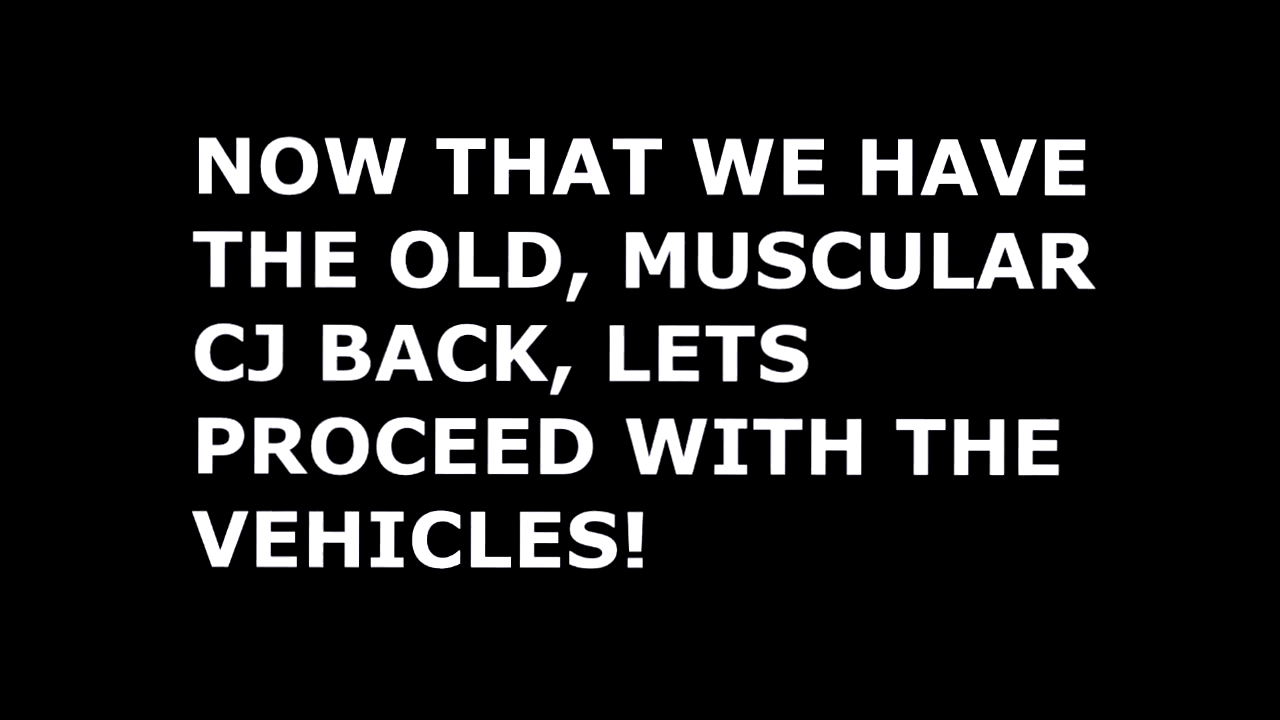 NOW THAT WE HAVE
THE OLD, MUSCULAR
CJ BACK, LETS
PROCEED WITH THE
VEHICLES!